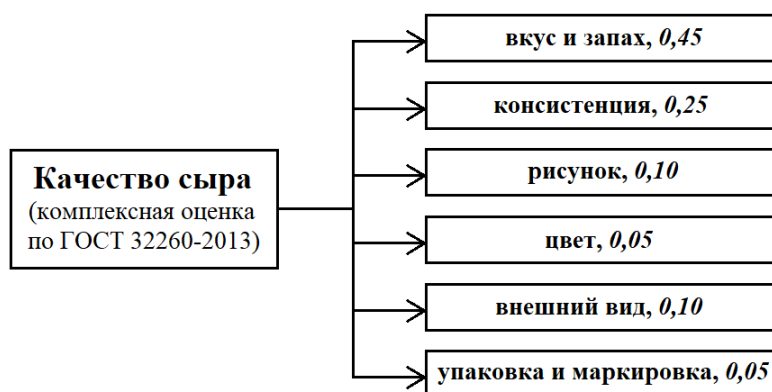 Качество сыра
(комплексная оценка
по ГОСТ 32260-2013)
вкус и запах, 0,45
консистенция, 0,25
рисунок, 0,10
цвет, 0,05
внешний вид, 0,10
упаковка и маркировка, 0,05